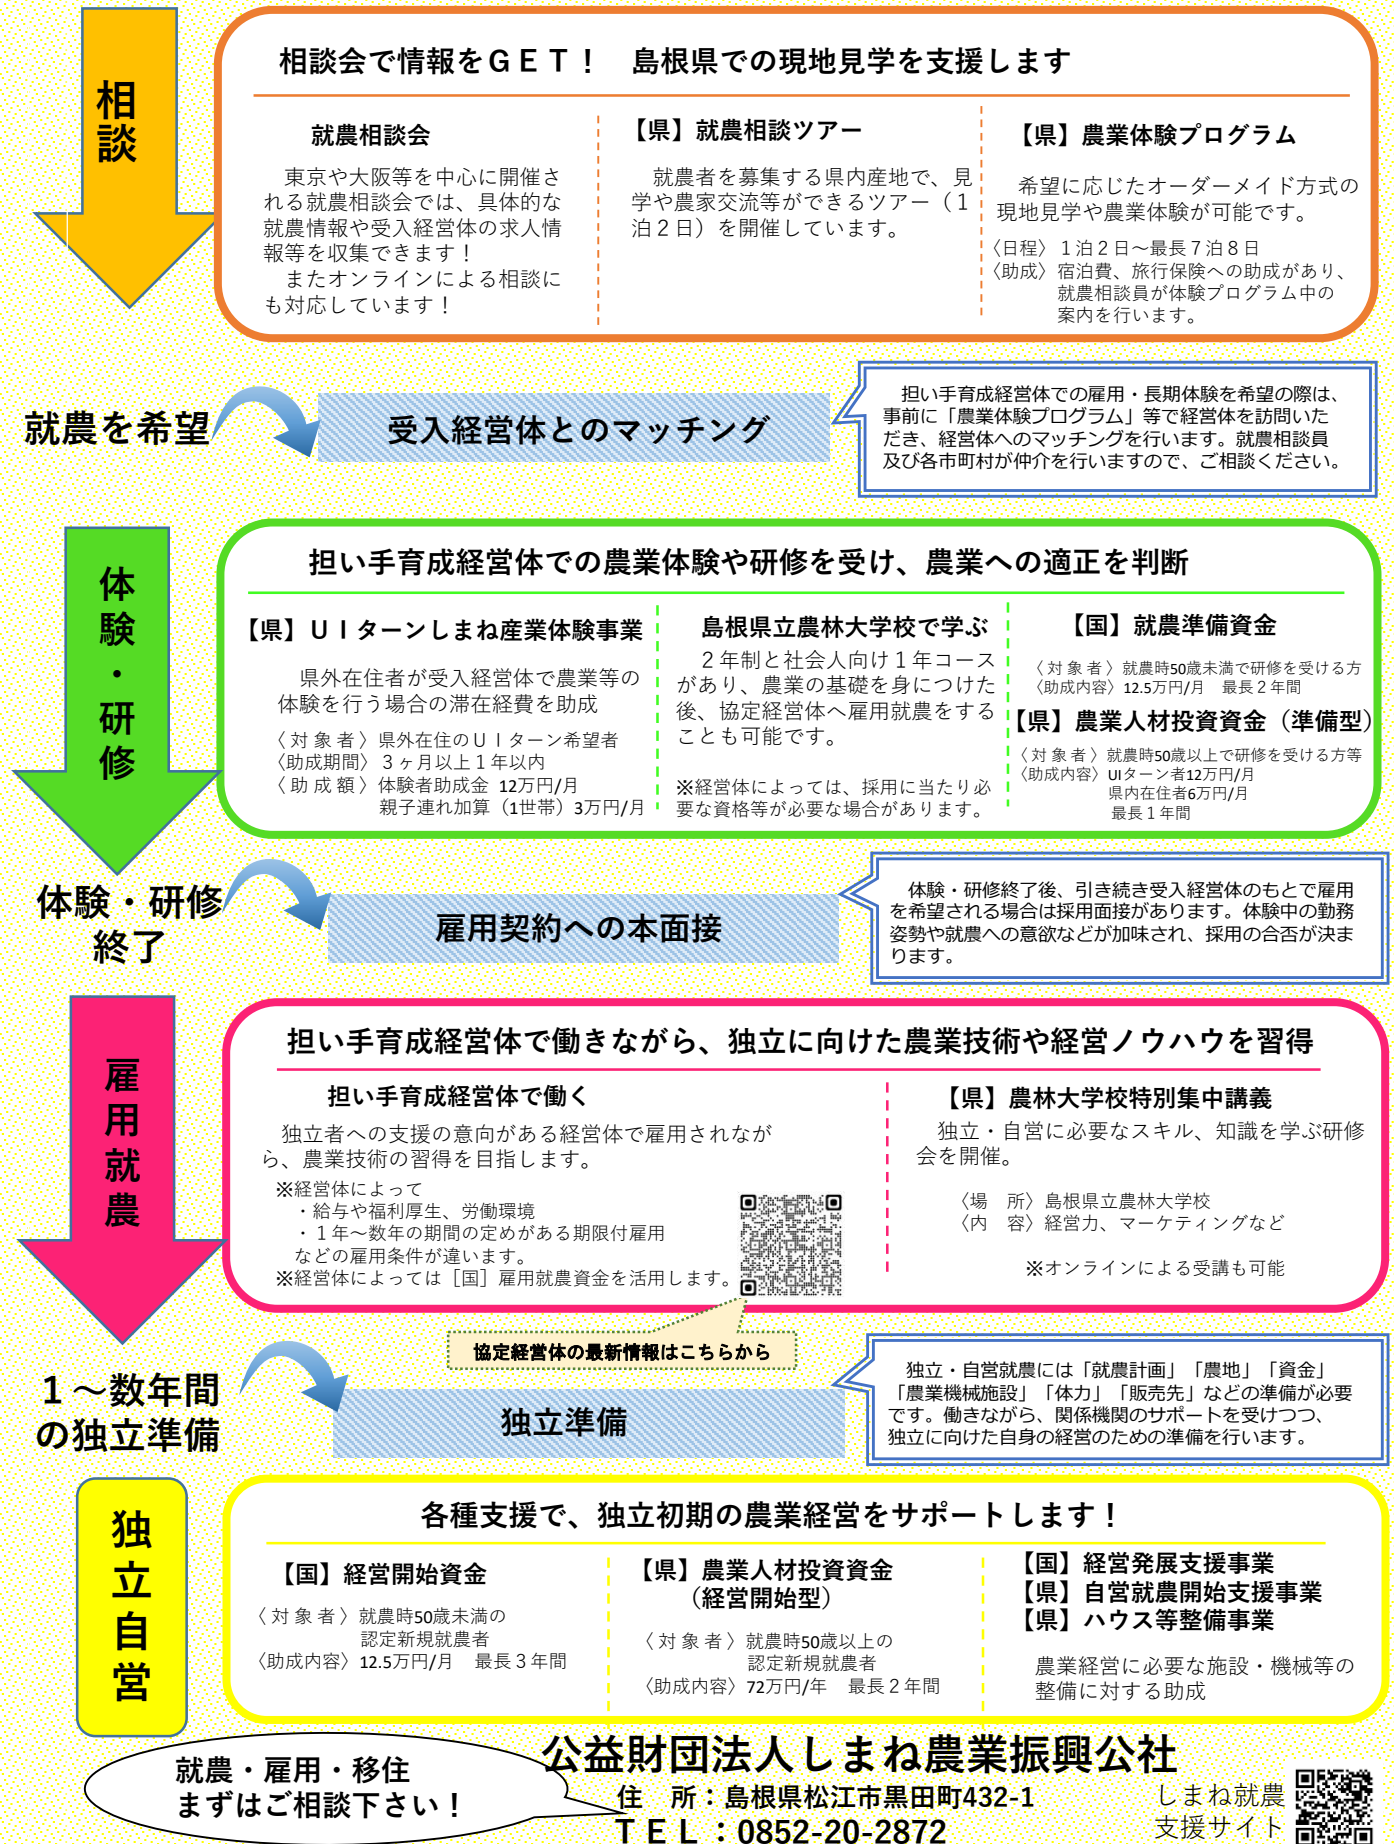 相談
相談会で情報をGET！　島根県での現地見学を支援します
就農相談会
東京や大阪等を中心に開催さ
れる就農相談会では、具体的な
就農情報や受入経営体の求人情
報等を収集できます！
またオンラインによる相談に
も対応しています！
【県】就農相談ツアー
就農者を募集する県内産地で、見
学や農家交流等ができるツアー（１
泊２日）を開催しています。
【県】農業体験プログラム
希望に応じたオーダーメイド方式の
現地見学や農業体験が可能です。
〈日程〉１泊２日～最長７泊８日
〈助成〉宿泊費、旅行保険への助成があり、
就農相談員が体験プログラム中の
案内を行います。
就農を希望
受入経営体とのマッチング
担い手育成経営体での雇用・長期体験を希望の際は、
事前に「農業体験プログラム」等で経営体を訪問いた
だき、経営体へのマッチングを行います。就農相談員
及び各市町村が仲介を行いますので、ご相談ください。
体験・研修
担い手育成経営体での農業体験や研修を受け、農業への適正を判断
【県】ＵＩターンしまね産業体験事業
県外在住者が受入経営体で農業等の
体験を行う場合の滞在経費を助成
〈対象者〉県外在住のＵＩターン希望者
〈助成期間〉３ヶ月以上１年以内
〈助成額〉体験者助成金 12万円/月
親子連れ加算（1世帯）3万円/月
島根県立農林大学校で学ぶ
２年制と社会人向け１年コース
があり、農業の基礎を身につけた
後、協定経営体へ雇用就農をする
ことも可能です。
※経営体によっては、採用に当たり必
要な資格等が必要な場合があります。
【国】就農準備資金
〈対象者〉就農時50歳未満で研修を受ける方
〈助成内容〉12.5万円/月　最長２年間
【県】農業人材投資資金（準備型）
〈対象者〉就農時50歳以上で研修を受ける方等
〈助成内容〉UIターン者12万円/月
県内在住者6万円/月
最長１年間
体験・研修
終了
雇用契約への本面接
体験・研修終了後、引き続き受入経営体のもとで雇用
を希望される場合は採用面接があります。体験中の勤務
姿勢や就農への意欲などが加味され、採用の合否が決ま
ります。
雇用就農
担い手育成経営体で働きながら、独立に向けた農業技術や経営ノウハウを習得
担い手育成経営体で働く
独立者への支援の意向がある経営体で雇用されなが
ら、農業技術の習得を目指します。
※経営体によって
・給与や福利厚生、労働環境
・１年～数年の期間の定めがある期限付雇用
などの雇用条件が違います。
※経営体によっては［国］雇用就農資金を活用します。
【県】農林大学校特別集中講義
独立・自営に必要なスキル、知識を学ぶ研修
会を開催。
〈場　所〉島根県立農林大学校
〈内　容〉経営力、マーケティングなど
※オンラインによる受講も可能
協定経営体の最新情報はこちらから
１～数年間
の独立準備
独立準備
独立・自営就農には「就農計画」「農地」「資金」
「農業機械施設」「体力」「販売先」などの準備が必要
です。働きながら、関係機関のサポートを受けつつ、
独立に向けた自身の経営のための準備を行います。
独立自営
各種支援で、独立初期の農業経営をサポートします！
【国】経営開始資金
〈対象者〉就農時50歳未満の
認定新規就農者
〈助成内容〉12.5万円/月　最長３年間
【県】農業人材投資資金
（経営開始型）
〈対象者〉就農時50歳以上の
認定新規就農者
〈助成内容〉72万円/年　最長２年間
【国】経営発展支援事業
【県】自営就農開始支援事業
【県】ハウス等整備事業
農業経営に必要な施設・機械等の
整備に対する助成
就農・雇用・移住
まずはご相談下さい！
公益財団法人しまね農業振興公社
住　所：島根県松江市黒田町432-1
ＴＥＬ：0852-20-2872
しまね就農
支援サイト